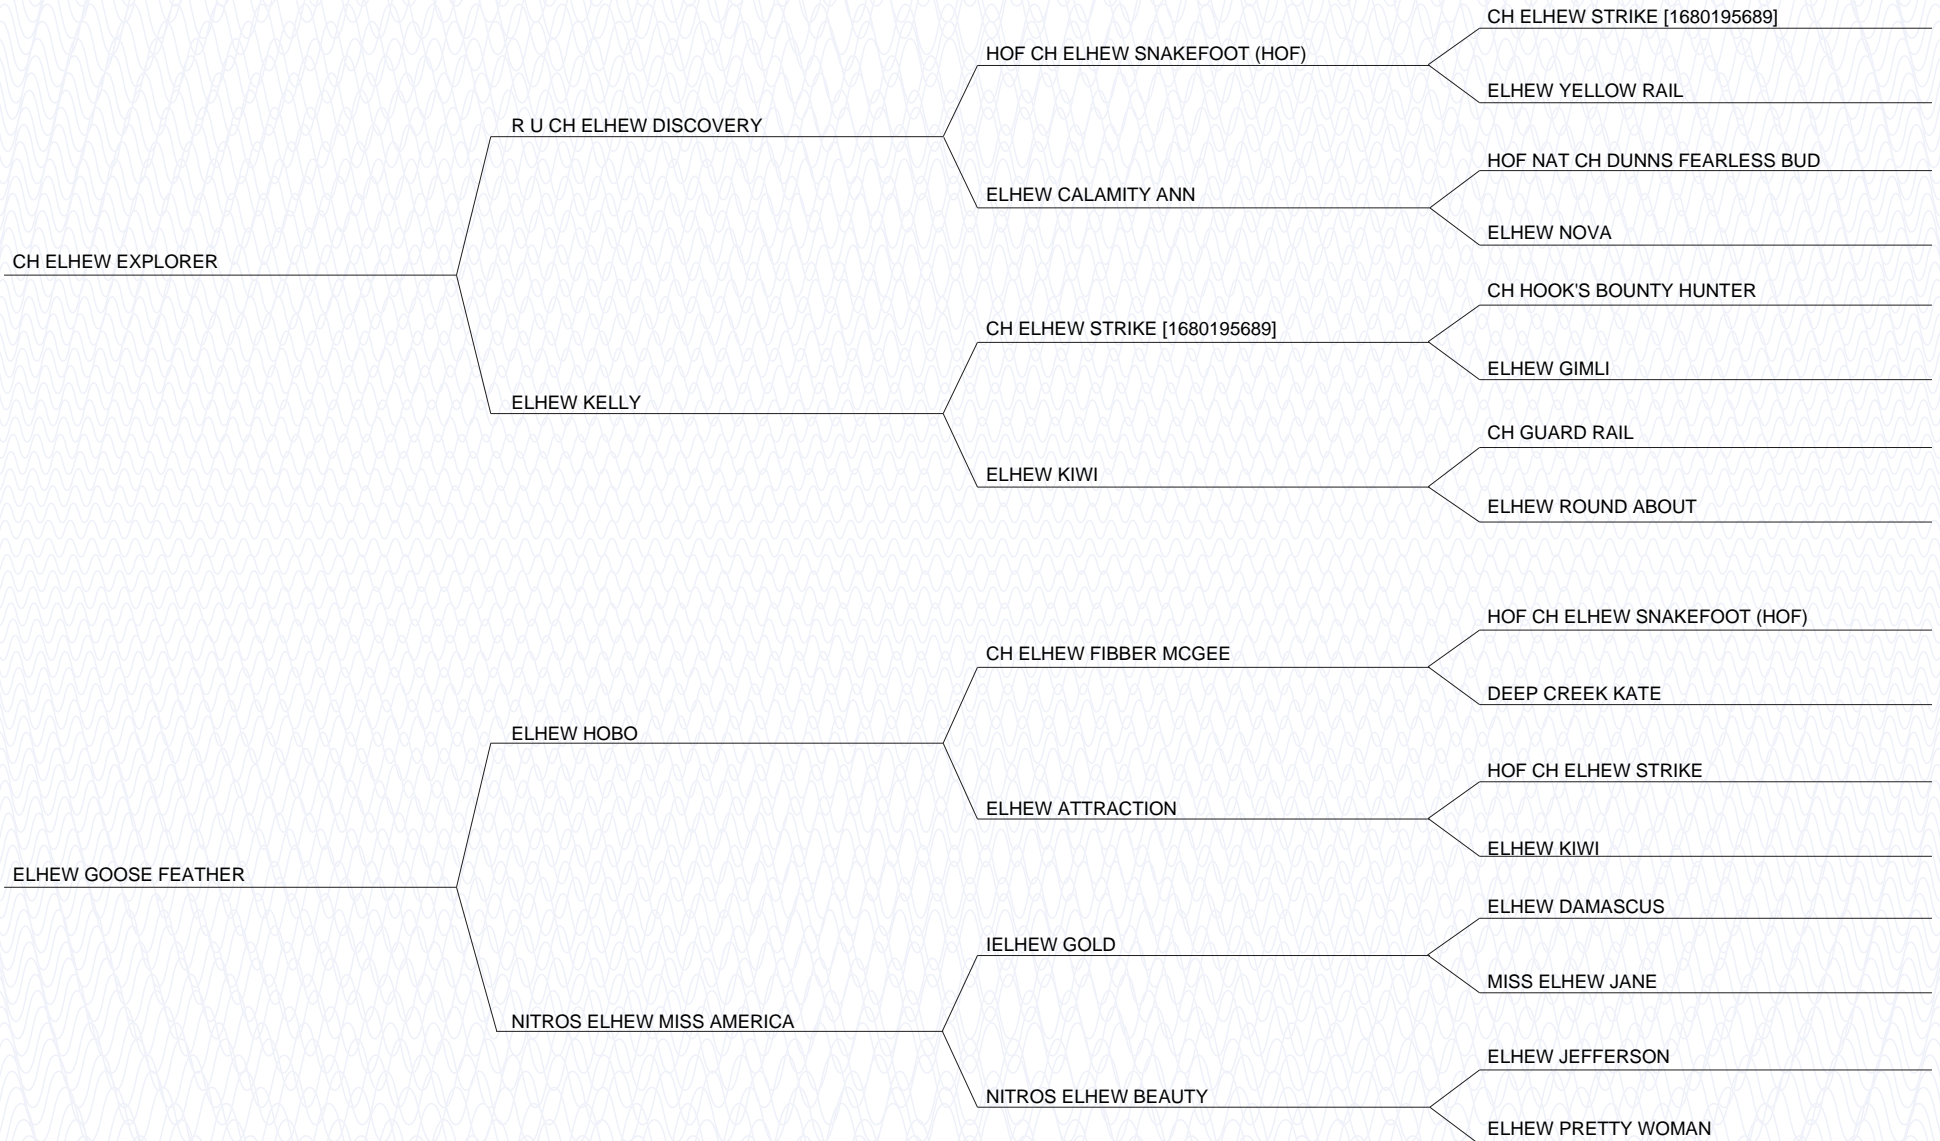 CH ELHEW STRIKE [1680195689]
HOF CH ELHEW SNAKEFOOT (HOF)
ELHEW YELLOW RAIL
R U CH ELHEW DISCOVERY
HOF NAT CH DUNNS FEARLESS BUD
ELHEW CALAMITY ANN
ELHEW NOVA
CH ELHEW EXPLORER
CH HOOK'S BOUNTY HUNTER
CH ELHEW STRIKE [1680195689]
ELHEW GIMLI
ELHEW KELLY
CH GUARD RAIL
ELHEW KIWI
ELHEW ROUND ABOUT
HOF CH ELHEW SNAKEFOOT (HOF)
CH ELHEW FIBBER MCGEE
DEEP CREEK KATE
ELHEW HOBO
HOF CH ELHEW STRIKE
ELHEW ATTRACTION
ELHEW KIWI
ELHEW GOOSE FEATHER
ELHEW DAMASCUS
IELHEW GOLD
MISS ELHEW JANE
NITROS ELHEW MISS AMERICA
ELHEW JEFFERSON
NITROS ELHEW BEAUTY
ELHEW PRETTY WOMAN